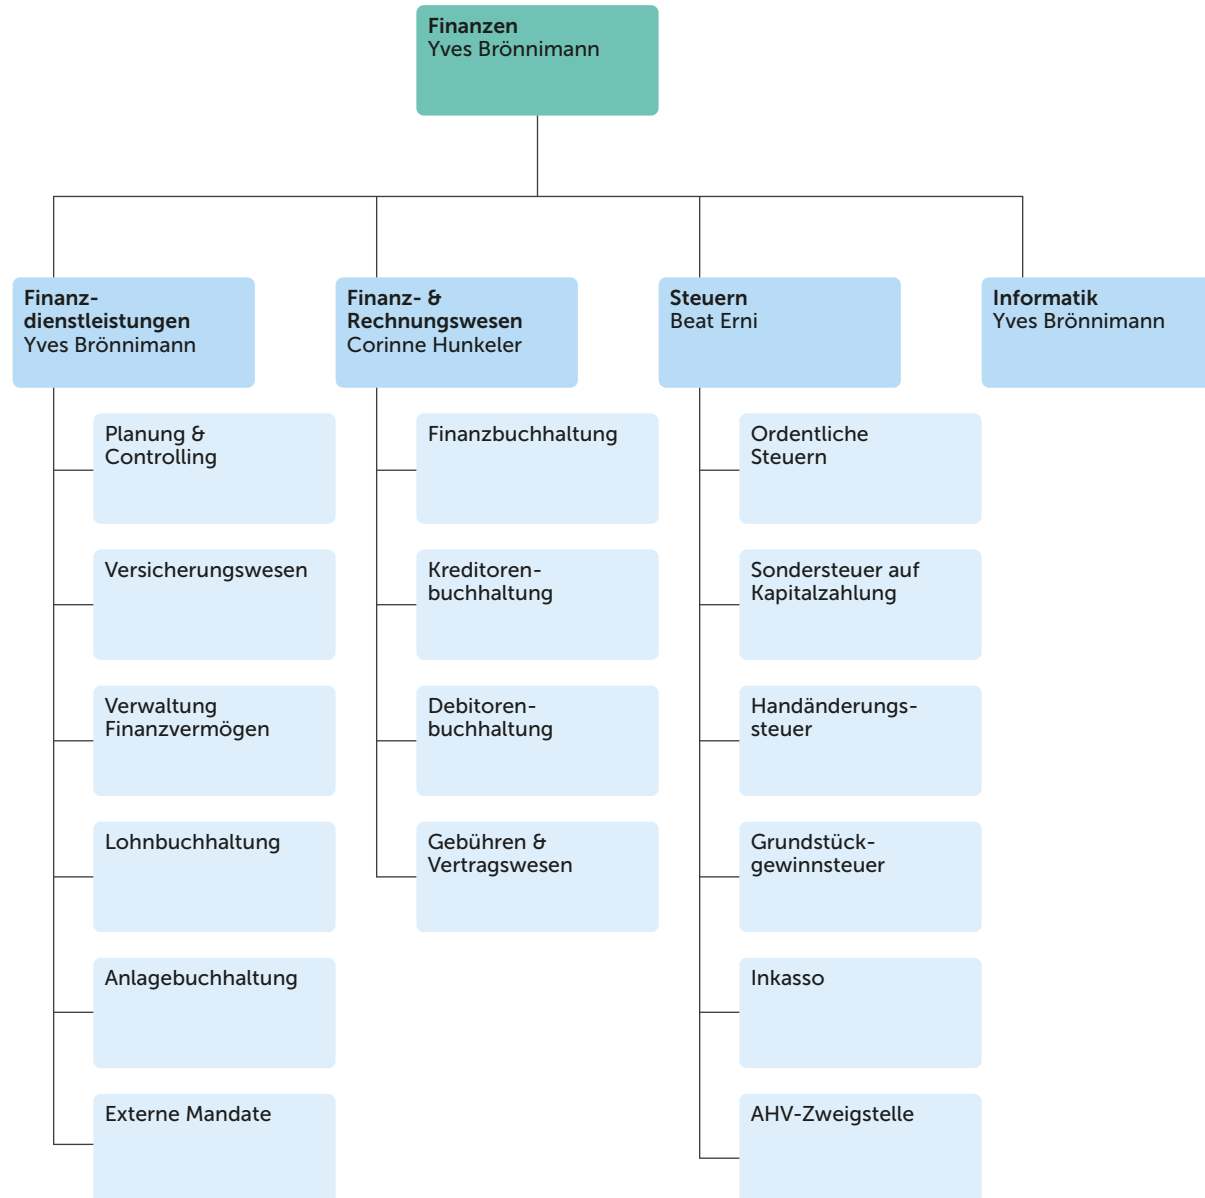 Finanzen
Yves Brönnimann
Finanz-
dienstleistungen
Yves Brönnimann
Finanz- &
Rechnungswesen
Corinne Hunkeler
Steuern
Beat Erni
Informatik
Yves Brönnimann
Planung &
Controlling
Versicherungswesen
Verwaltung
Finanzvermögen
Lohnbuchhaltung
Anlagebuchhaltung
Externe Mandate
Finanzbuchhaltung
Kreditoren-
buchhaltung
Debitoren-
buchhaltung
Gebühren &
Vertragswesen
Ordentliche
Steuern
Sondersteuer auf
Kapitalzahlung
Handänderungs-
steuer
Grundstück-
gewinnsteuer
Inkasso
AHV-Zweigstelle